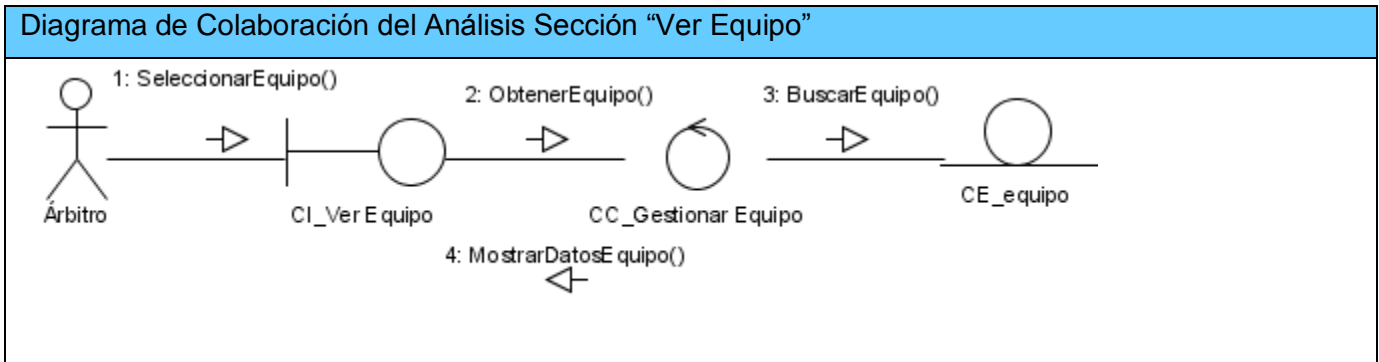 Diagrama de Colaboración del Análisis Sección “Ver Equipo”
1: SeleccionarEquipo()
2: ObtenerEquipo()
3: BuscarEquipo()
Árbitro
CI_Ver Equipo
CC_Gestionar Equipo
CE_equipo
4: MostrarDatosEquipo()